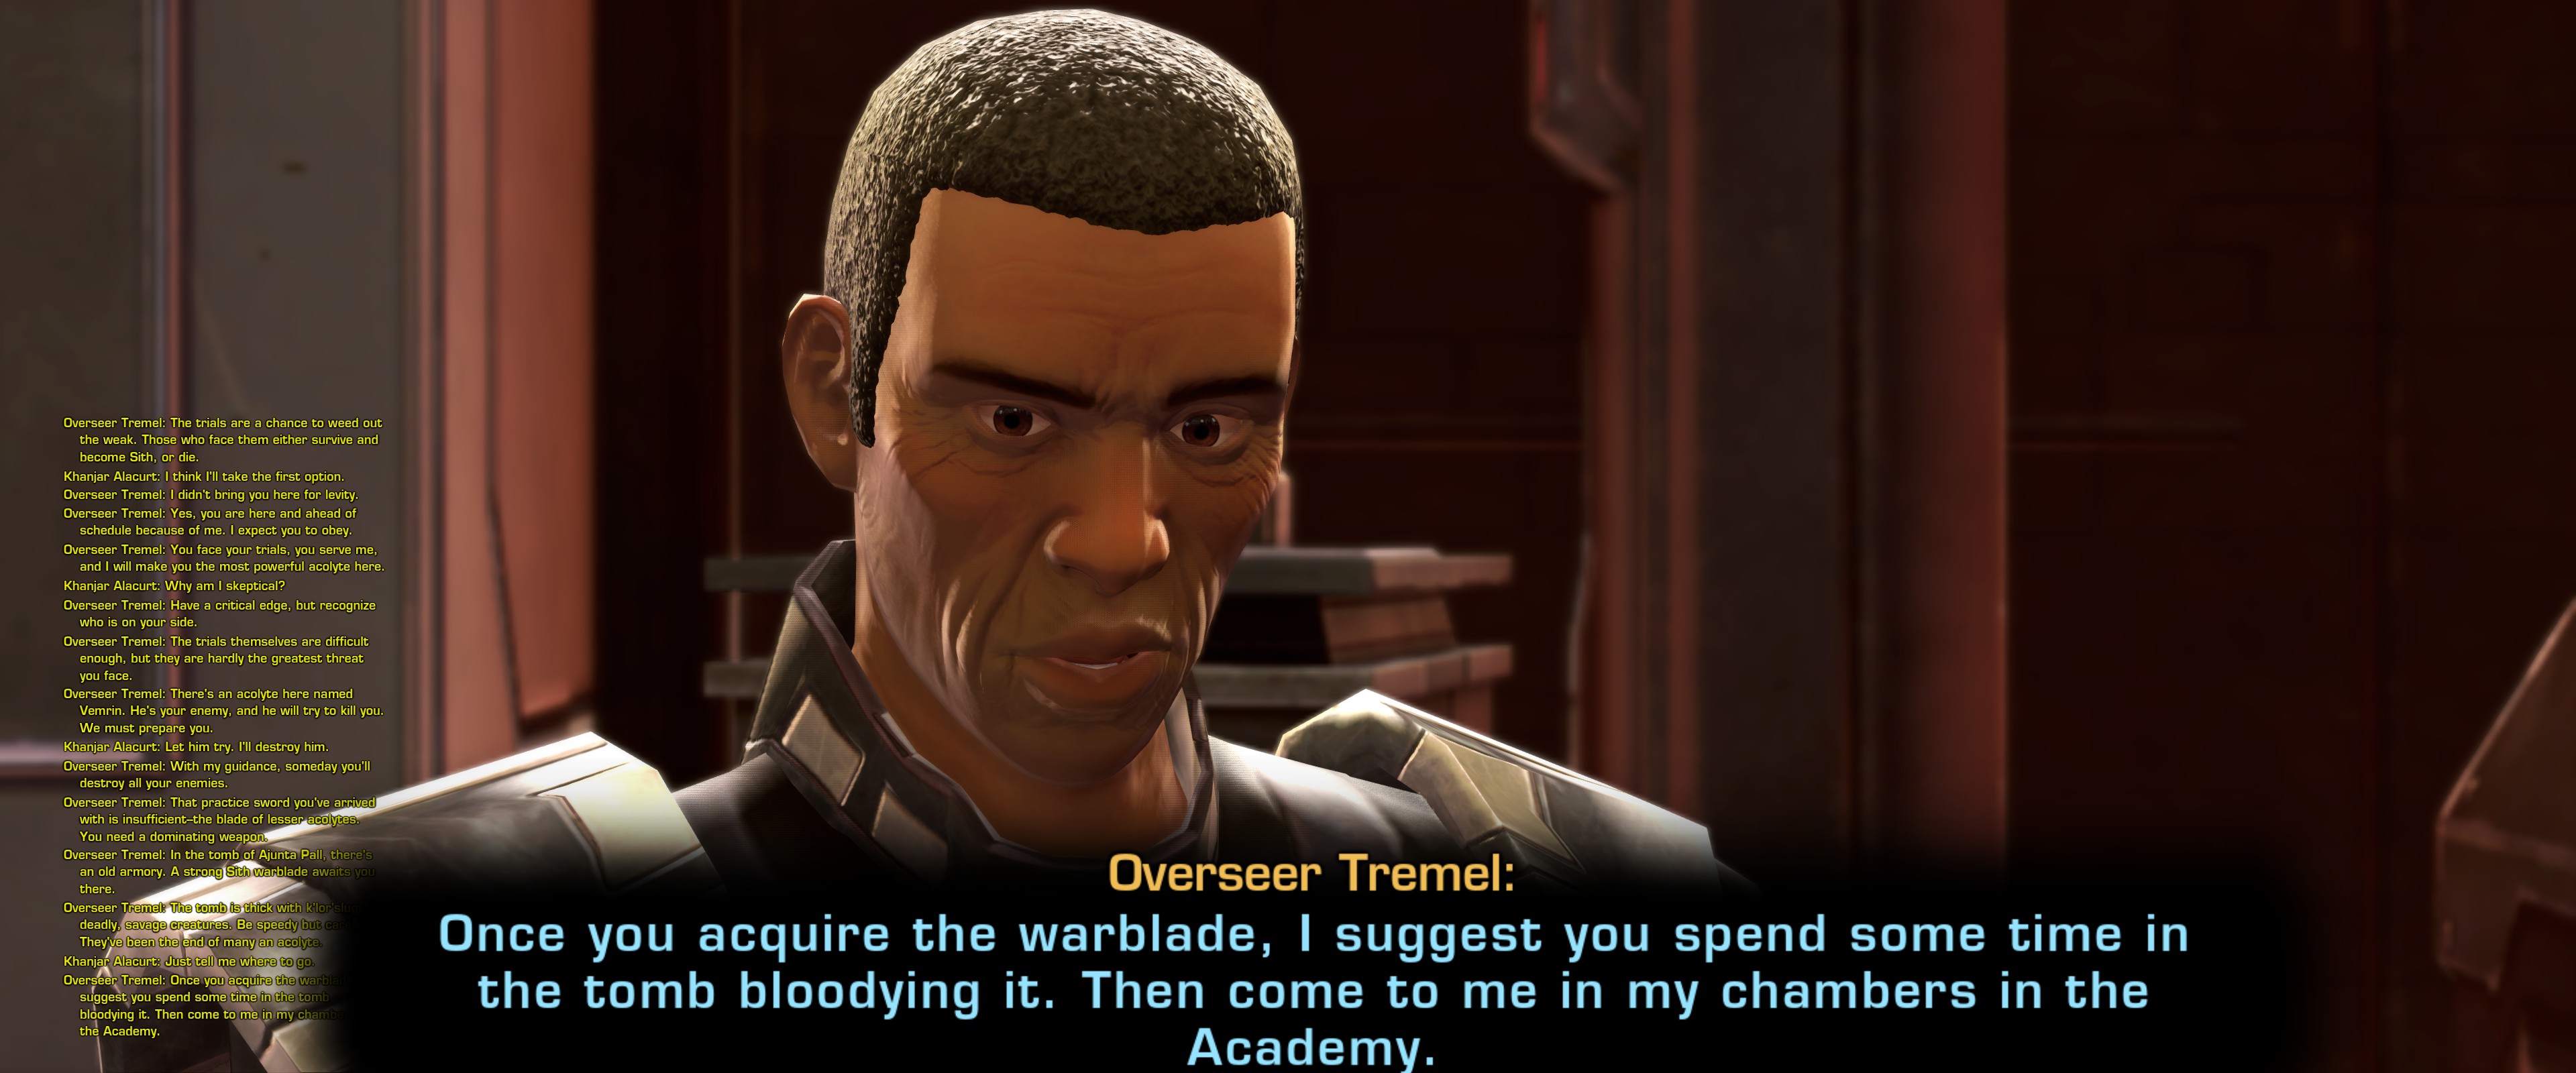 Overseer Tremel: The trials are a chance to weed out
the weak. Those who face them either survive and
become Sith, or die.
Khanjar Alacurt: I think I'll take the first option.
Overseer Tremel: I didn't bring you here for levity.
Overseer Tremel: Yes, you are here and ahead of
schedule because of me. I expect you to obey.
Overseer Tremel: You face your trials, you serve me,
and I will make you the most powerful acolyte here.
Khanjar Alacurt: Why am I skeptical?
Overseer Tremel: Have a critical edge, but recognize
who is on your side.
Overseer Tremel: The trials themselves are difficult
enough, but they are hardly the greatest threat
you face.
Overseer Tremel: There's an acolyte here named
Vemrin. He's your enemy, and he will try to kill you.
We must prepare you.
Khanjar Alacurt: Let him try. I'll destroy him.
Overseer Tremel: With my guidance, someday you'll
destroy all your enemies.
Overseer Tremel: That practice sword you've arrived
with is insufficient—the blade of lesser acolytes.
You need a dominating weapon.
Overseer Tremel: In the tomb of Ajunta Pall, there's
an old armory. A strong Sith warblade awaits you
there.
Overseer Tremel: The tomb is thick with
deadly, savage creatures. Be speedy but
They've been the end of many an acolyte.
Khanjar Alacurt: Just tell me where to go.
Overseer Tremel: Once you acquire the
suggest you spend some time in the tomb
bloodying it. Then come to me in my
the Academy.
Overseer Tremel:
Once you acquire the warblade, I suggest you spend some time in
the tomb bloodying it. Then come to me in my chambers in the
Academy.